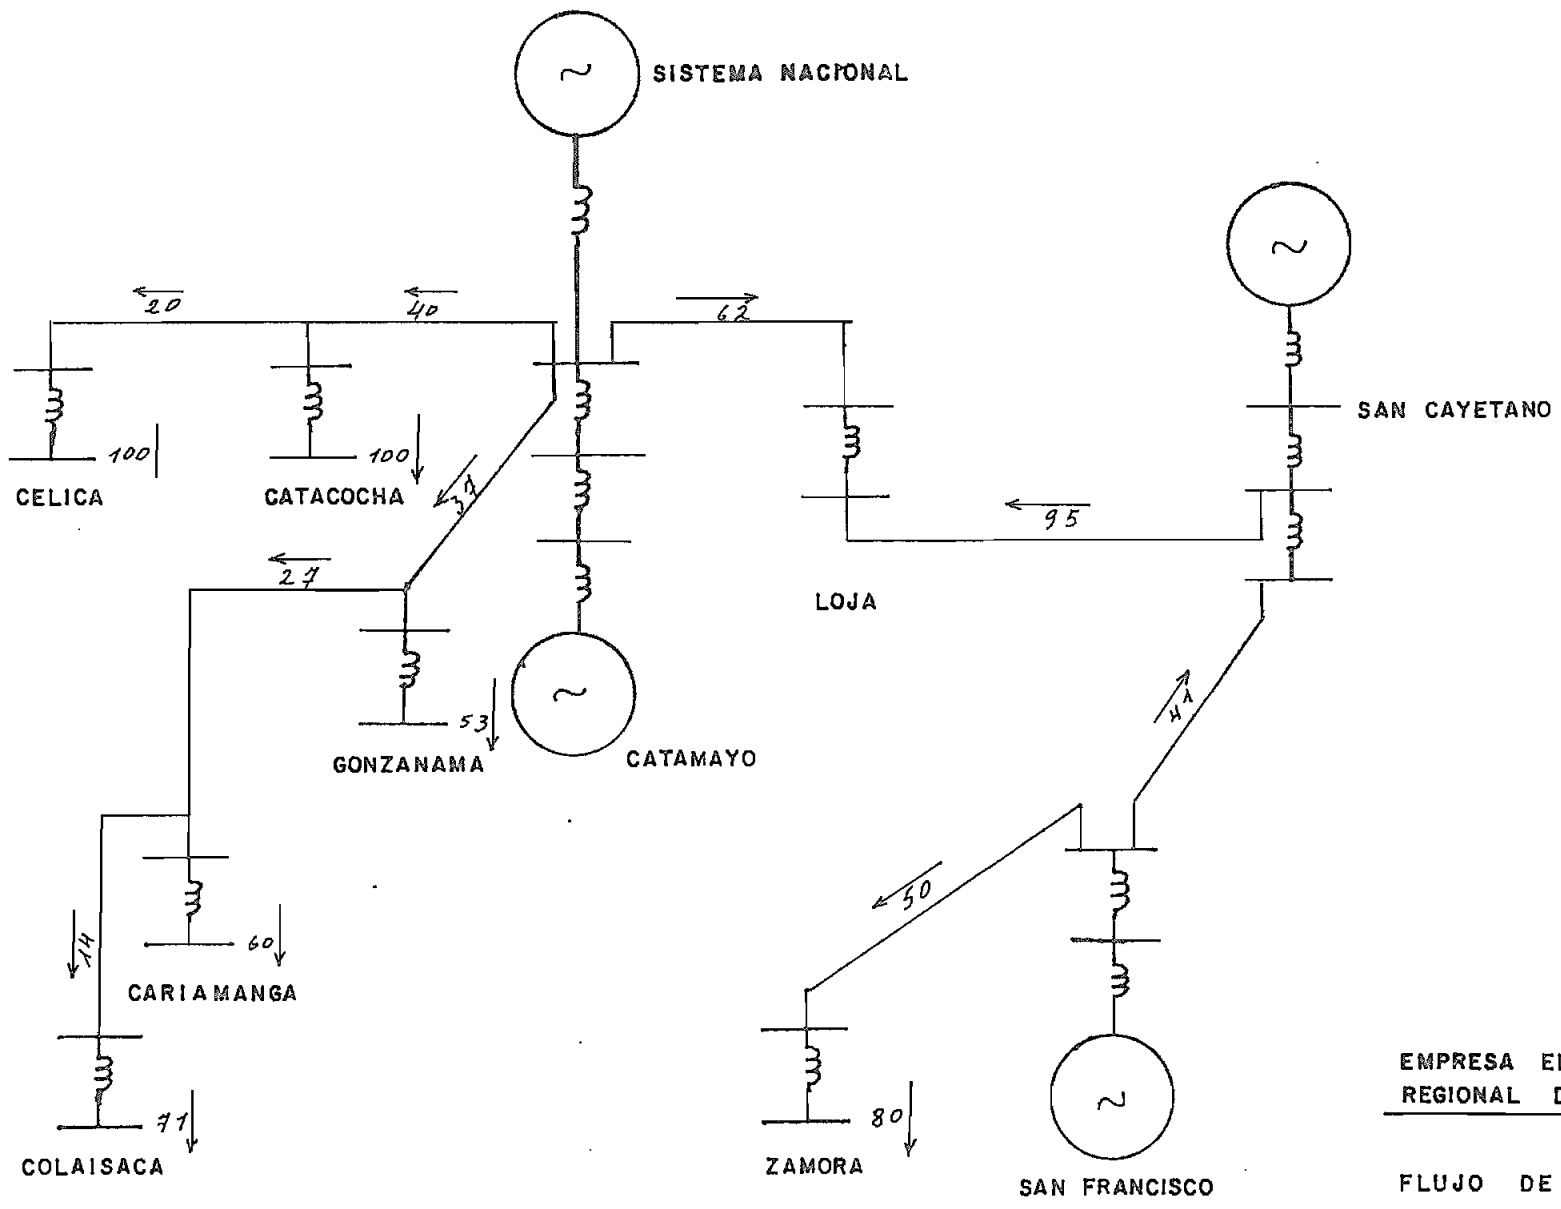 SISTEMA NACIONAL
20
40
62
SAN CAYETANO
100
100
CELICA
CATACOCHA
37
95
27
LOJA
53
GONZANAMA
CATAMAYO
41
50
60
14
CARIAMANGA
71
80
COLAISACA
ZAMORA
SAN FRANCISCO
EMPRESA
REGIONAL
FLUJO DE